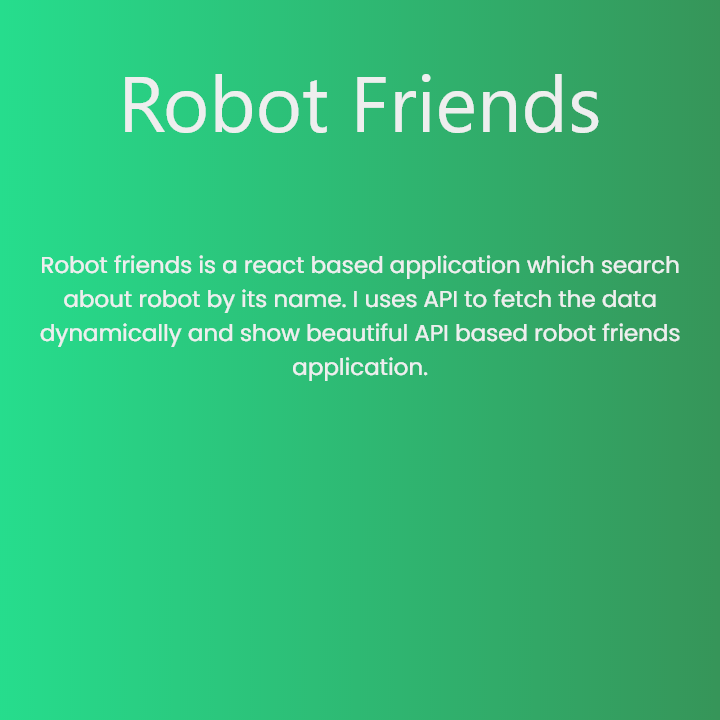 Robot Friends
Robot friends is a react based application which search
about robot by its name. I uses API to fetch the data
dynamically and show beautiful API based robot friends
application.